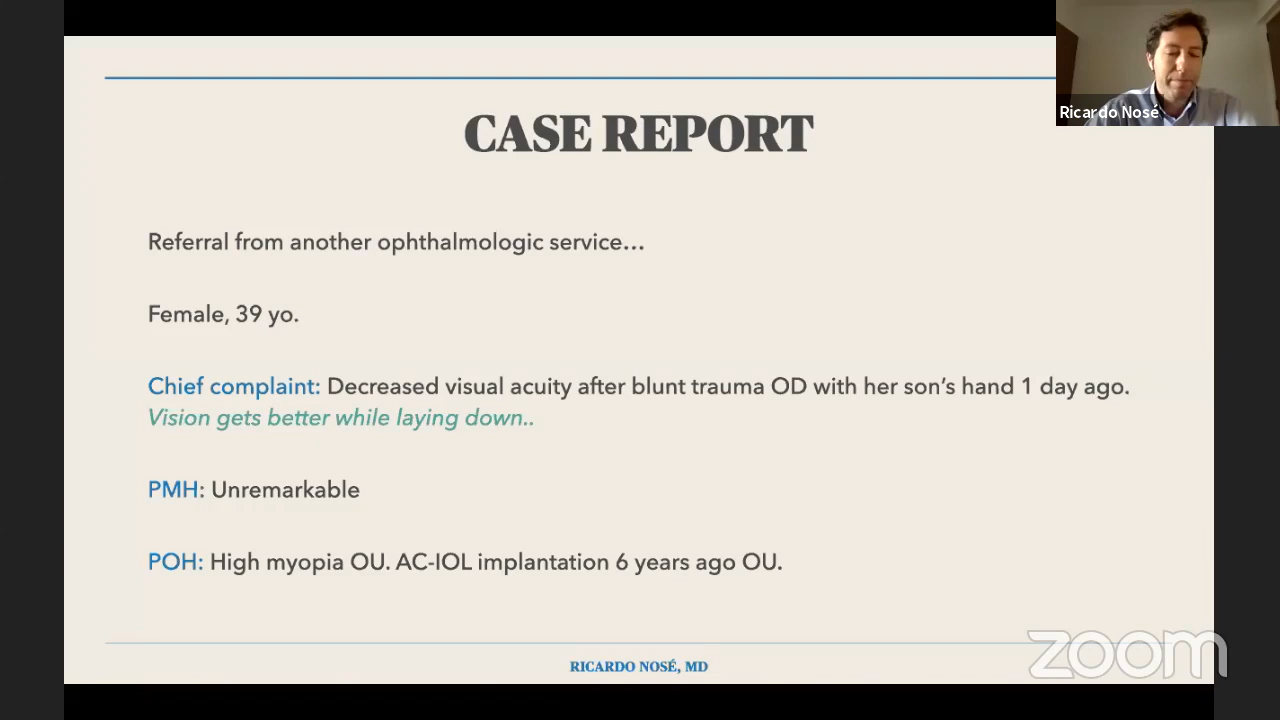 CASE REPORT
Ricardo Nosé
Referral from another ophthalmologic service…
Female, 39 yo.
Chief complaint: Decreased visual acuity after blunt trauma OD with her son’s hand 1 day ago.
Vision gets better while laying down..
PMH: Unremarkable
POH: High myopia OU. AC-IOL implantation 6 years ago OU.
RICARDO NOSÉ, MD
zoom